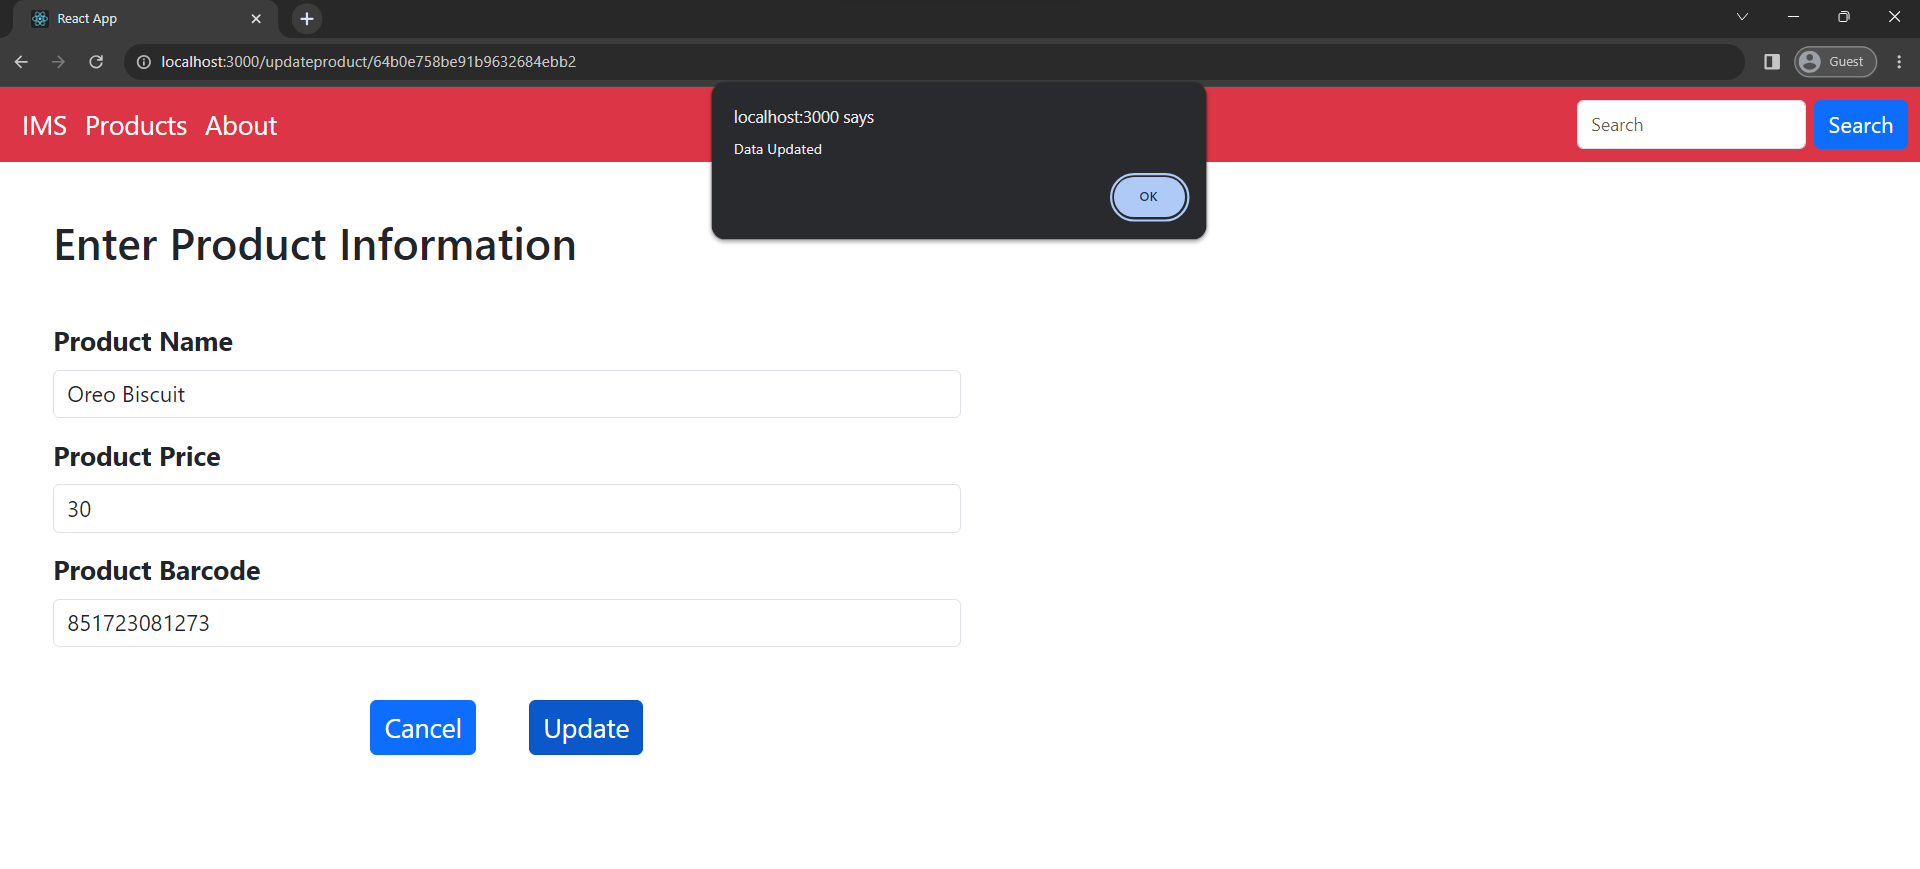 React App
localhost:3000/updateproduct/64b0e758be91b9632684ebb2
Guest
localhost:3000 says
Data Updated
OK
IMS Products About
Search Search
Enter Product Information
Product Name
Oreo Biscuit
Product Price
30
Product Barcode
851723081273
Cancel Update